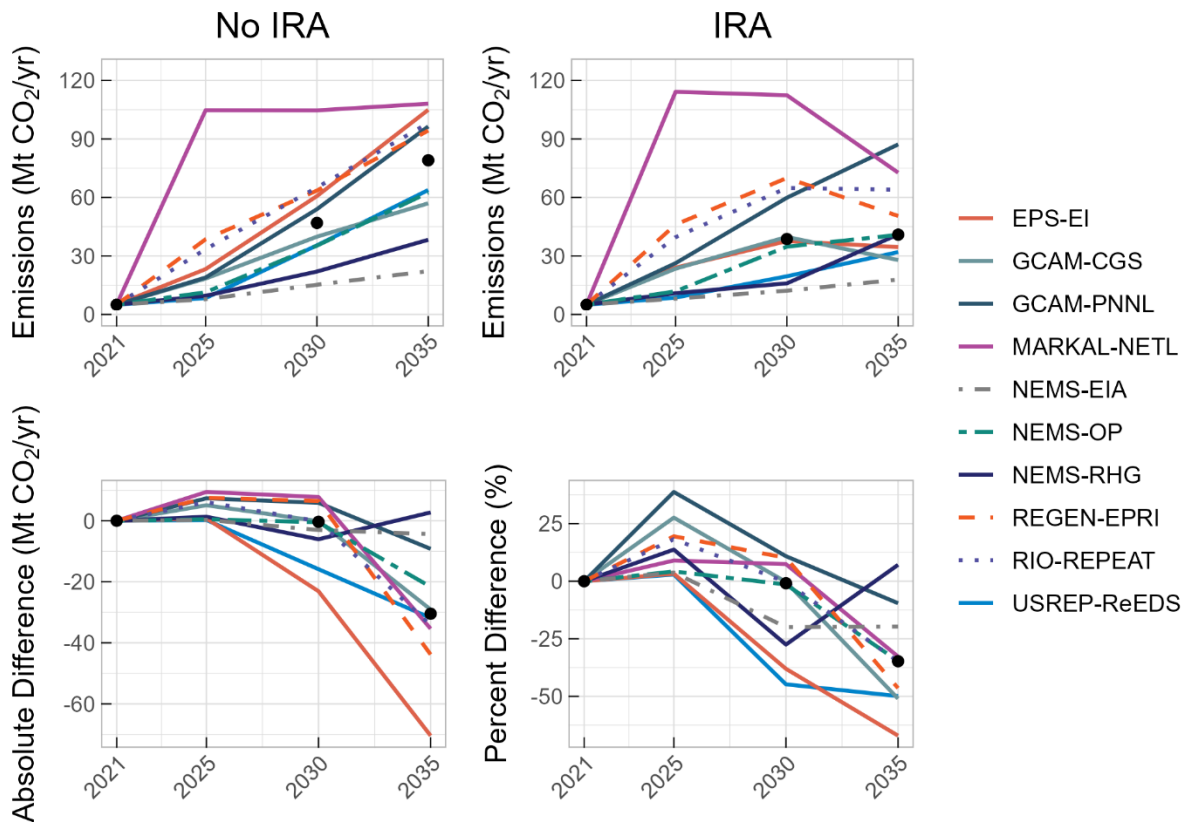 No IRA
IRA
Emissions (Mt CO₂/yr)
120
90
60
30
0
2021
2025
2030
2035
Emissions (Mt CO₂/yr)
120
90
60
30
0
2021
2025
2030
2035
Absolute Difference (Mt CO₂/yr)
0
-20
-40
-60
2021
2025
2030
2035
Percent Difference (%)
25
0
-25
-50
2021
2025
2030
2035
EPS-EI
GCAM-CGS
GCAM-PNNL
MARKAL-NETL
NEMS-EIA
NEMS-OP
NEMS-RHG
REGEN-EPRI
RIO-REPEAT
USREP-ReEDS